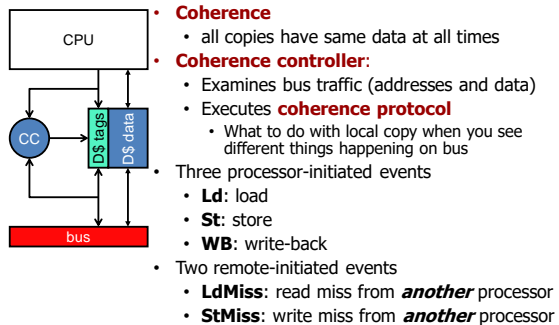 CPU
CC
D$ tags
D$ data
bus
• Coherence
• all copies have same data at all times
• Coherence controller:
• Examines bus traffic (addresses and data)
• Executes coherence protocol
• What to do with local copy when you see
different things happening on bus
• Three processor-initiated events
• Ld: load
• St: store
• WB: write-back
• Two remote-initiated events
• LdMiss: read miss from another processor
• StMiss: write miss from another processor